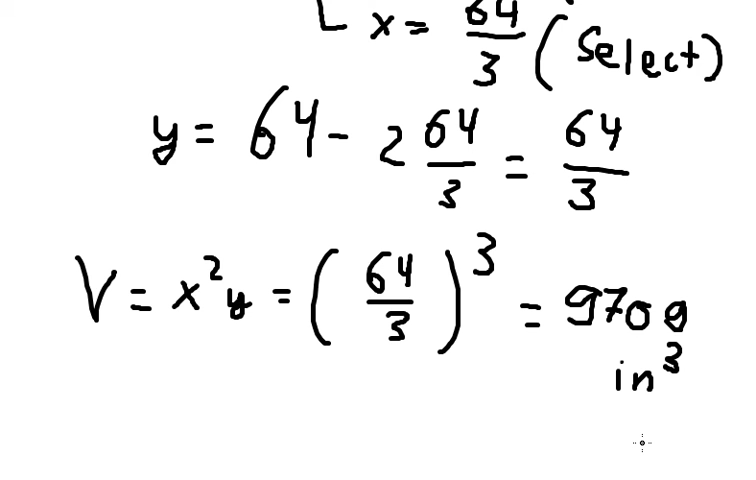 x = 64/3 (Select)
y = 64 - 2 64/3 = 64/3
V = x²y = (64/3)³ = 9709
in³